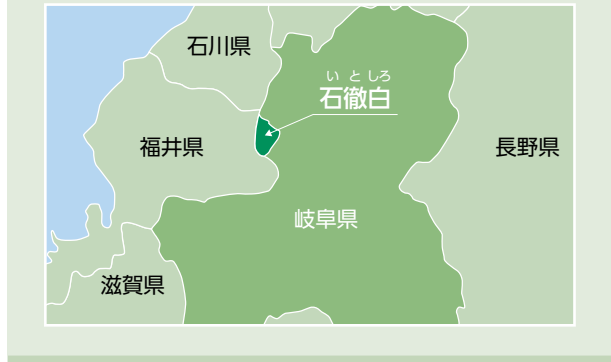 石川県
いとしろ
石徹白
福井県
長野県
岐阜県
滋賀県